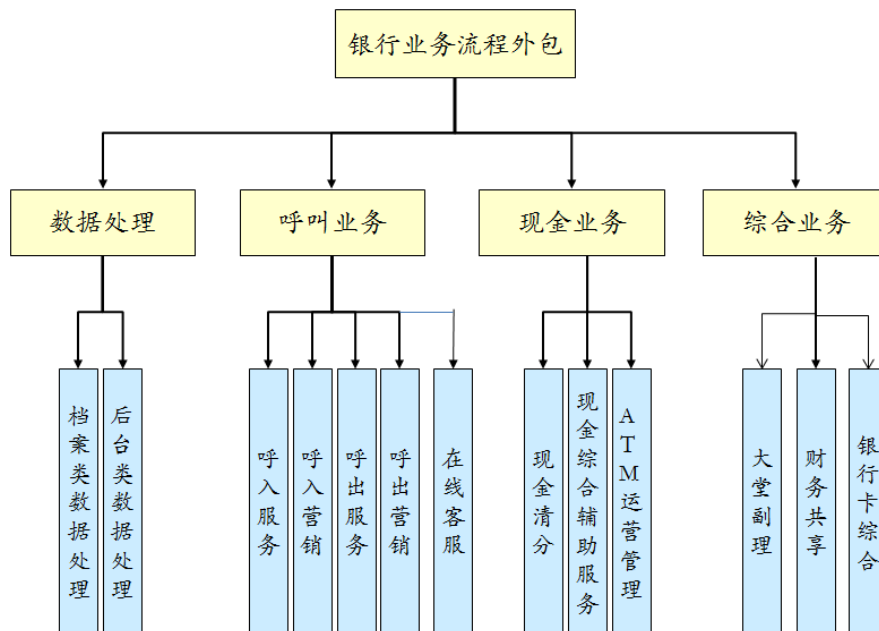 银行业务流程外包
数据处理
呼叫业务
现金业务
综合业务
档案类数据处理
后台类数据处理
呼入服务
呼入营销
呼出服务
呼出营销
在线客服
现金清分
现金综合辅助服务
ATM运营管理
大堂副理
财务共享
银行卡综合